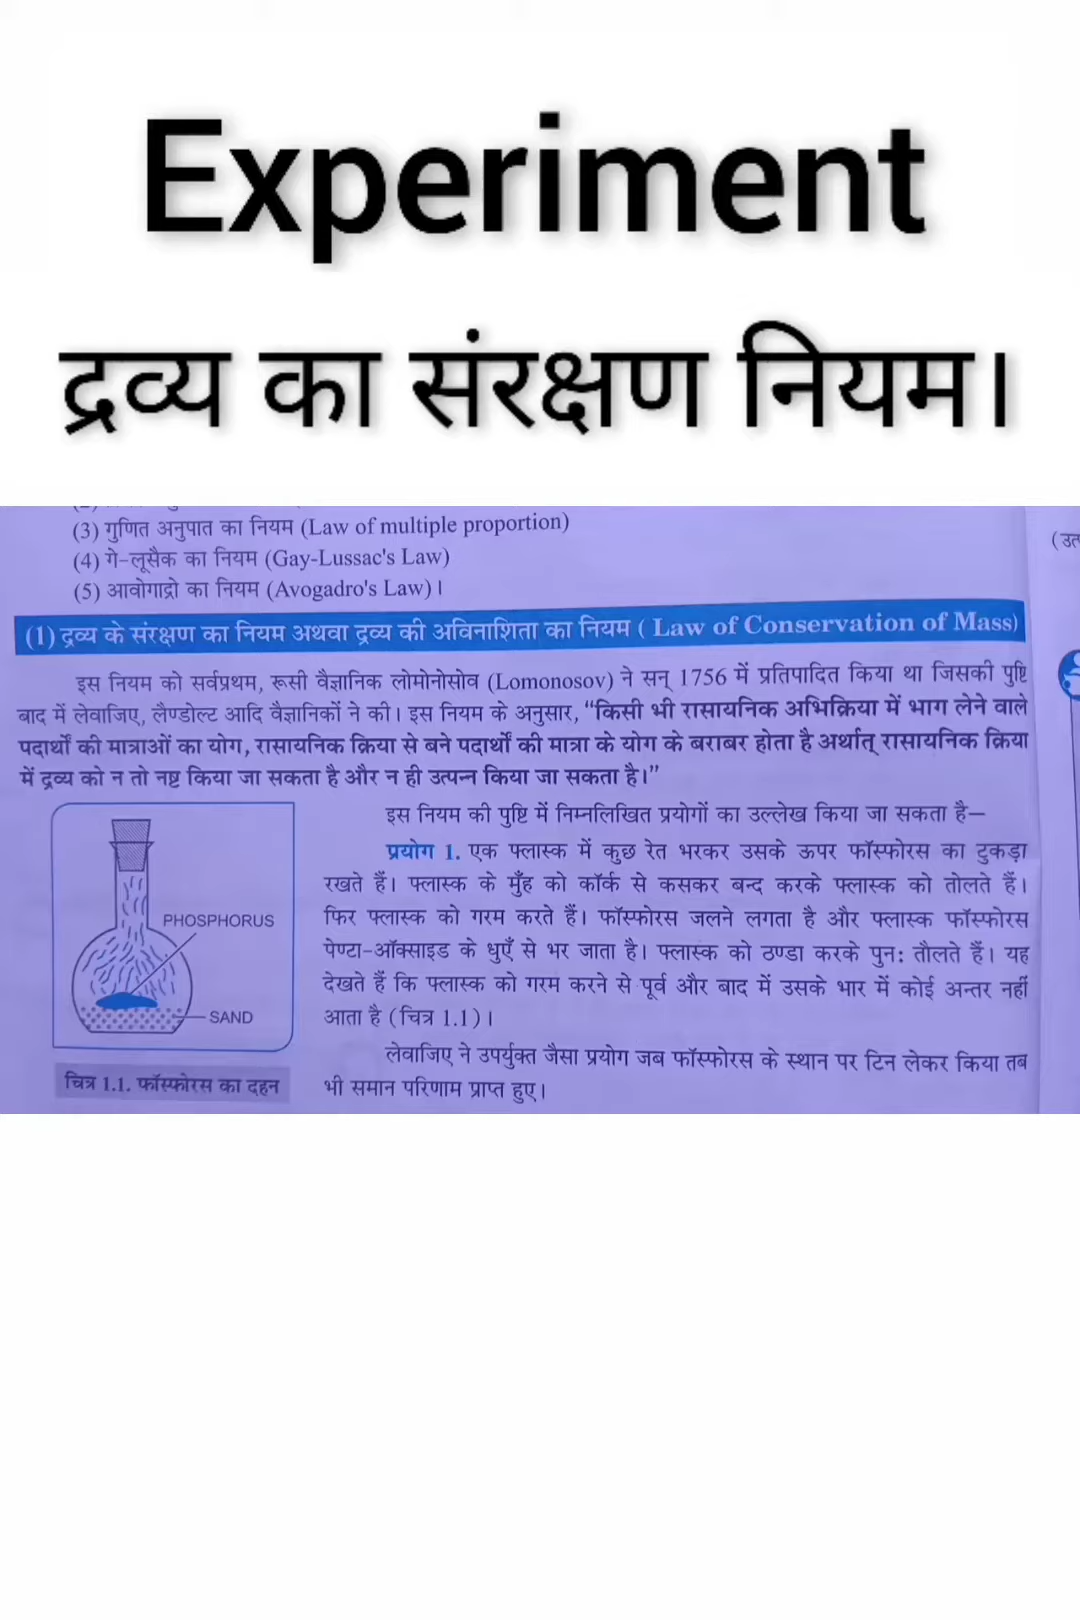 Experiment
द्रव्य का संरक्षण नियम।
(3) गुणित अनुपात का नियम (Law of multiple proportion)
(4) गे-लूसैक का नियम (Gay-Lussac's Law)
(5) आवोगाद्रो का नियम (Avogadro's Law)।
(1) द्रव्य के संरक्षण का नियम अथवा द्रव्य की अविनाशिता का नियम ( Law of Conservation of Mass)
इस नियम को सर्वप्रथम, रूसी वैज्ञानिक लोमोनोसोव (Lomonosov) ने सन् 1756 में प्रतिपादित किया था जिसकी पुष्टि
बाद में लेवाजिए, लैण्डोल्ट आदि वैज्ञानिकों ने की। इस नियम के अनुसार, “किसी भी रासायनिक अभिक्रिया में भाग लेने वाले
पदार्थों की मात्राओं का योग, रासायनिक क्रिया से बने पदार्थों की मात्रा के योग के बराबर होता है अर्थात् रासायनिक क्रिया
में द्रव्य को न तो नष्ट किया जा सकता है और न ही उत्पन्न किया जा सकता है।”
इस नियम की पुष्टि में निम्नलिखित प्रयोगों का उल्लेख किया जा सकता है—
प्रयोग 1. एक फ्लास्क में कुछ रेत भरकर उसके ऊपर फॉस्फोरस का टुकड़ा
रखते हैं। फ्लास्क के मुँह को कॉर्क से कसकर बन्द करके फ्लास्क को तोलते हैं।
फिर फ्लास्क को गरम करते हैं। फॉस्फोरस जलने लगता है और फ्लास्क फॉस्फोरस
पेण्टा-ऑक्साइड के धुएँ से भर जाता है। फ्लास्क को ठण्डा करके पुन: तौलते हैं। यह
देखते हैं कि फ्लास्क को गरम करने से पूर्व और बाद में उसके भार में कोई अन्तर नहीं
आता है (चित्र 1.1)।
लेवाजिए ने उपर्युक्त जैसा प्रयोग जब फॉस्फोरस के स्थान पर टिन लेकर किया तब
भी समान परिणाम प्राप्त हुए।
PHOSPHORUS
SAND
चित्र 1.1. फॉस्फोरस का दहन